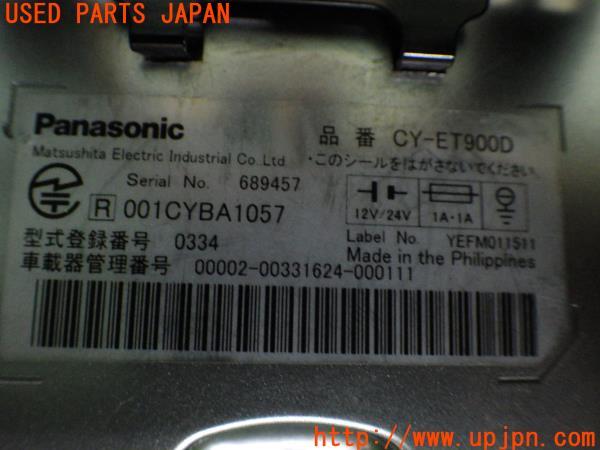 USED PARTS JAPAN
Panasonic
品番 CY-ET900D
Matsushita Electric Industrial Co.,Ltd
・このシールをはがさないでください。
Serial No. 689457
R 001CYBA1057
12V/24V
1A・1A
型式登録番号 0334
Label No. YEFM011511
Made in the Philippines
車載器管理番号 00002-00331624-000111
UPJ
http://www.upjpn.com